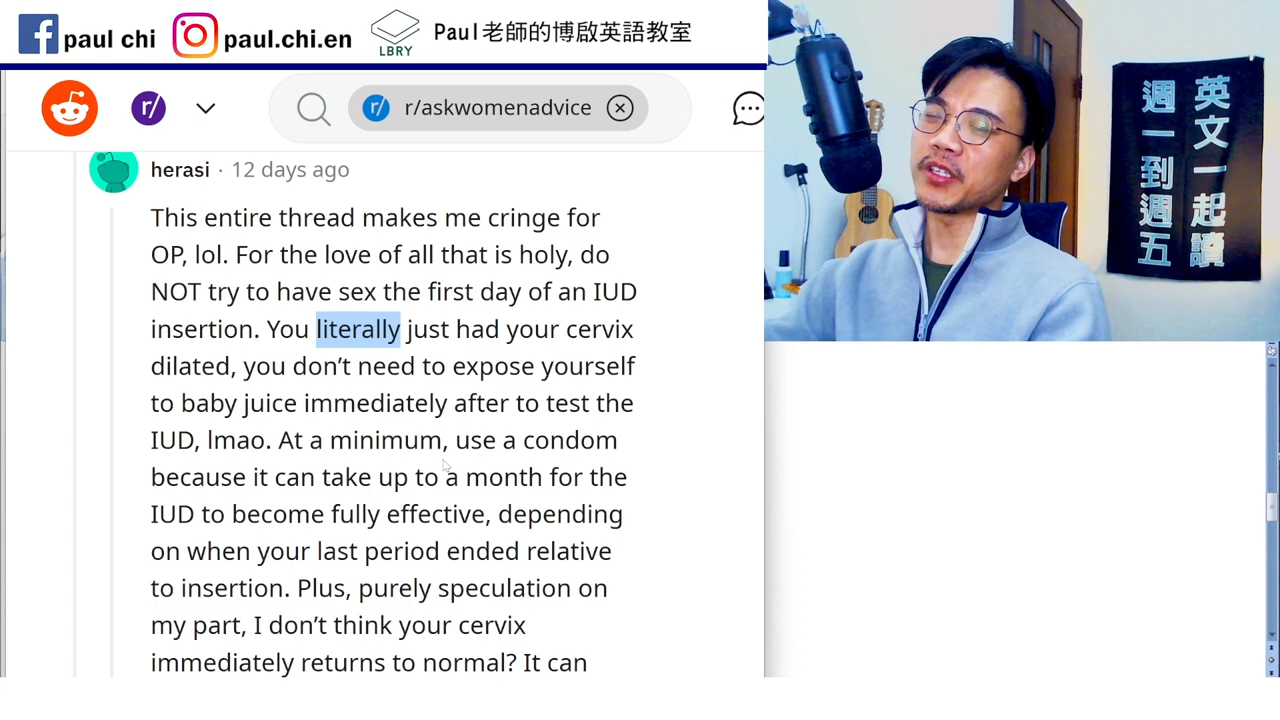 paul chi
paul.chi.en
LBRY
Paul老師的博啟英語教室
r/
r/
r/askwomenadvice
herasi · 12 days ago
This entire thread makes me cringe for
OP, lol. For the love of all that is holy, do
NOT try to have sex the first day of an IUD
insertion. You literally just had your cervix
dilated, you don’t need to expose yourself
to baby juice immediately after to test the
IUD, lmao. At a minimum, use a condom
because it can take up to a month for the
IUD to become fully effective, depending
on when your last period ended relative
to insertion. Plus, purely speculation on
my part, I don’t think your cervix
immediately returns to normal? It can
英文一起讀
週一到週五